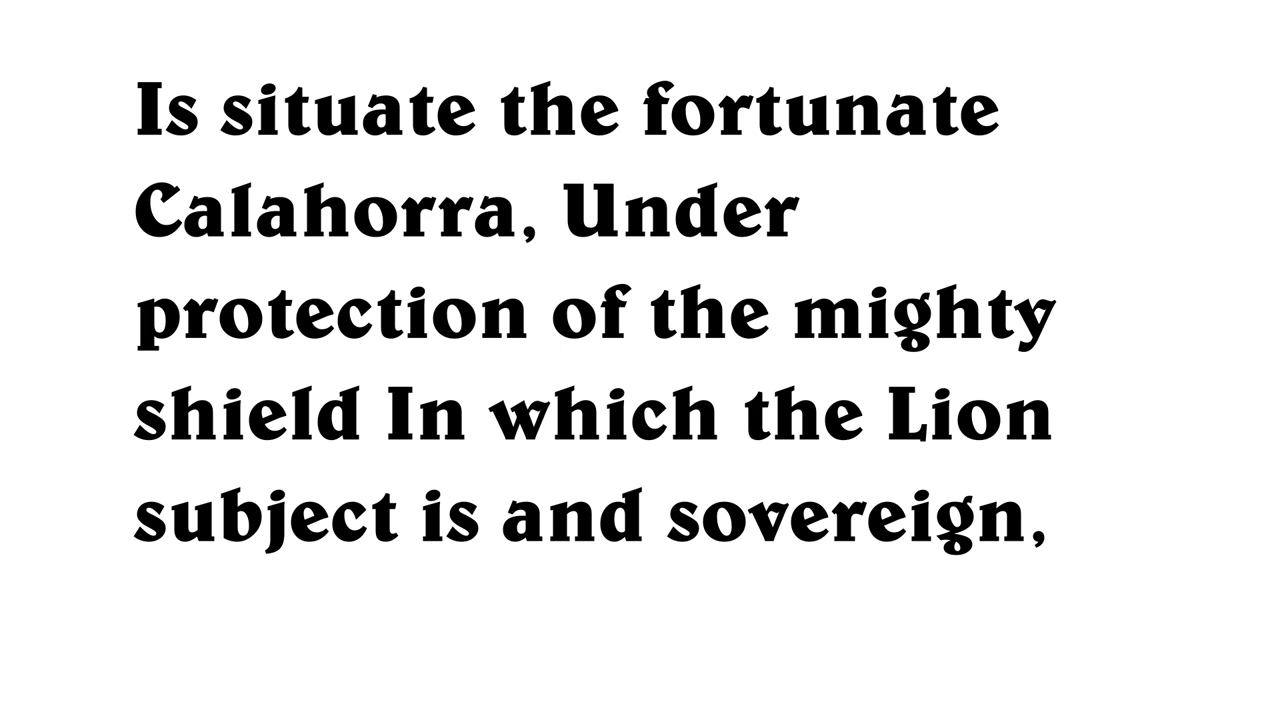 Is situate the fortunate
Calahorra, Under
protection of the mighty
shield In which the Lion
subject is and sovereign,